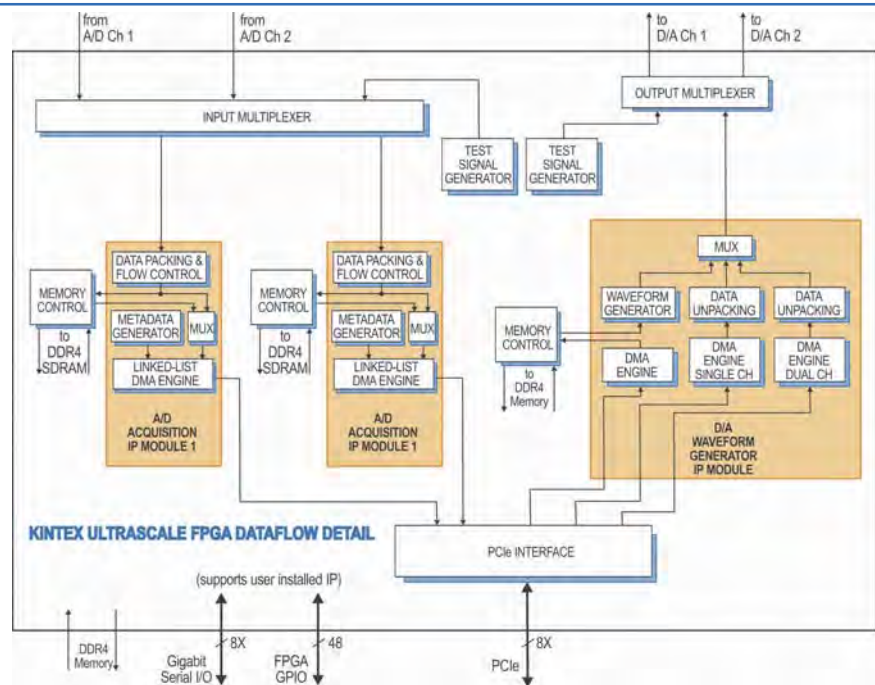 from
A/D Ch 1
from
A/D Ch 2
to
D/A Ch 1
to
D/A Ch 2
INPUT MULTIPLEXER
OUTPUT MULTIPLEXER
TEST
SIGNAL
GENERATOR
TEST
SIGNAL
GENERATOR
DATA PACKING &
FLOW CONTROL
MEMORY
CONTROL
METADATA
GENERATOR
MUX
to
DDR4
SDRAM
LINKED-LIST
DMA ENGINE
A/D
ACQUISITION
IP MODULE 1
DATA PACKING &
FLOW CONTROL
MEMORY
CONTROL
METADATA
GENERATOR
MUX
to
DDR4
SDRAM
LINKED-LIST
DMA ENGINE
A/D
ACQUISITION
IP MODULE 1
MUX
WAVEFORM
GENERATOR
DATA
UNPACKING
DATA
UNPACKING
MEMORY
CONTROL
to
DDR4
Memory
DMA
ENGINE
DMA
ENGINE
SINGLE CH
DMA
ENGINE
DUAL CH
D/A
WAVEFORM
GENERATOR
IP MODULE
KINTEX ULTRASCALE FPGA DATAFLOW DETAIL
PCIe INTERFACE
(supports user installed IP)
DDR4
Memory
8X
Gigabit
Serial I/O
48
FPGA
GPIO
8X
PCIe